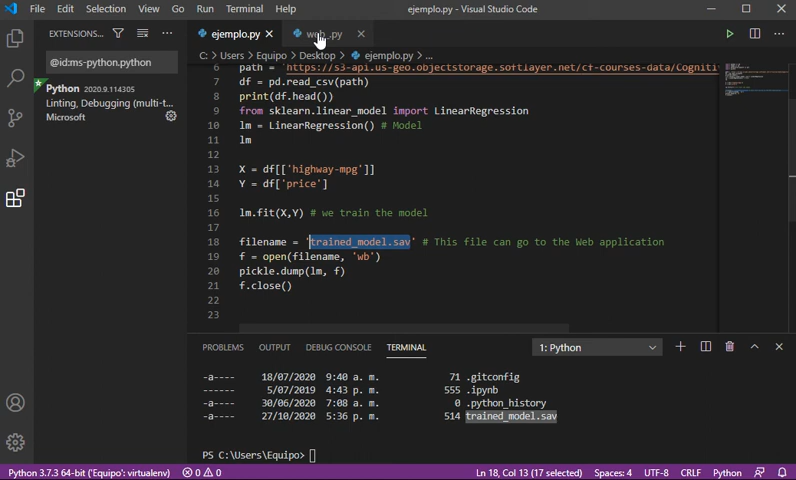 File Edit Selection View Go Run Terminal Help ejemplo.py - Visual Studio Code
EXTENSIONS...
@id:ms-python.python
Python 2020.9.114305
Linting, Debugging (multi-t...
Microsoft
ejemplo.py web .py
C: > Users > Equipo > Desktop > ejemplo.py > ...
6 path = 'https://s3-api.us-geo.objectstorage.softlayer.net/cf-courses-data/Cogniti
7 df = pd.read_csv(path)
8 print(df.head())
9 from sklearn.linear_model import LinearRegression
10 lm = LinearRegression() # Model
11 lm
12
13 X = df[['highway-mpg']]
14 Y = df['price']
15
16 lm.fit(X,Y) # we train the model
17
18 filename = 'trained_model.sav' # This file can go to the Web application
19 f = open(filename, 'wb')
20 pickle.dump(lm, f)
21 f.close()
22
23
PROBLEMS OUTPUT DEBUG CONSOLE TERMINAL 1: Python
-a---- 18/07/2020 9:40 a. m. 71 .gitconfig
------ 5/07/2019 4:43 p. m. 555 .ipynb
-a---- 30/06/2020 7:08 a. m. 0 .python_history
-a---- 27/10/2020 5:36 p. m. 514 trained_model.sav
PS C:\Users\Equipo>
Python 3.7.3 64-bit ('Equipo': virtualenv) 0 0 Ln 18, Col 13 (17 selected) Spaces: 4 UTF-8 CRLF Python